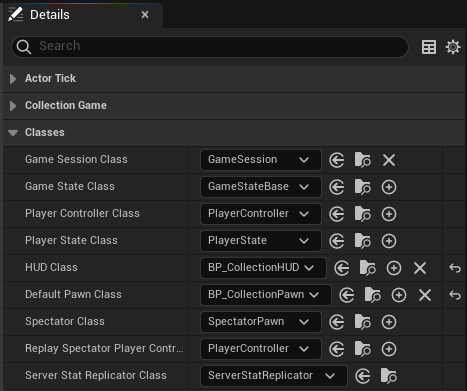 Details
Search
Actor Tick
Collection Game
Classes
Game Session Class GameSession
Game State Class GameStateBase
Player Controller Class PlayerController
Player State Class PlayerState
HUD Class BP_CollectionHUD
Default Pawn Class BP_CollectionPawn
Spectator Class SpectatorPawn
Replay Spectator Player Contr... PlayerController
Server Stat Replicator Class ServerStatReplicator